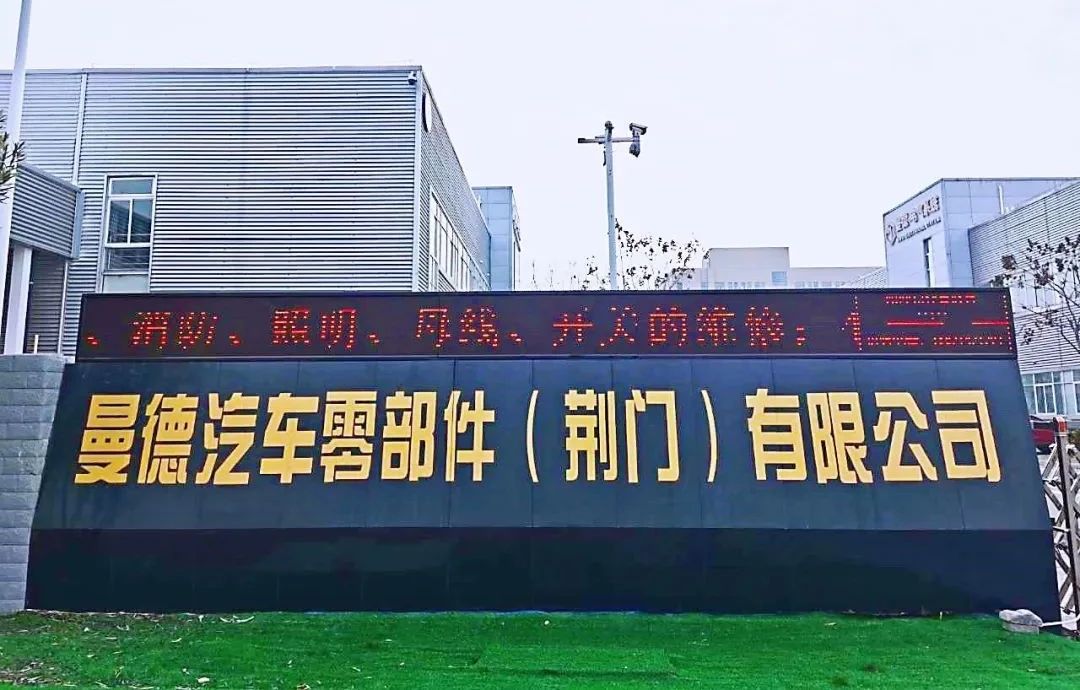 、消防、照明、母线、开关的维修；
曼德汽车零部件（荆门）有限公司